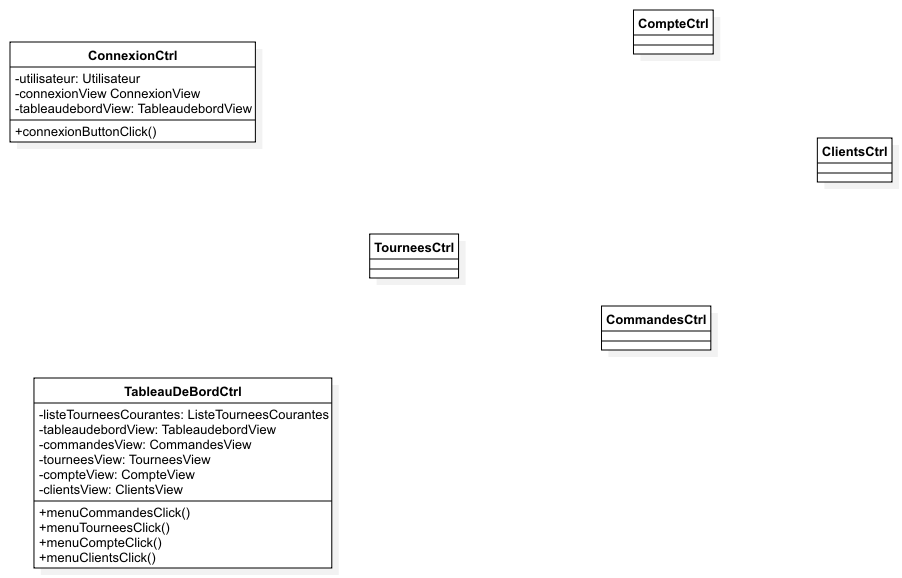 CompteCtrl
ConnexionCtrl
-utilisateur: Utilisateur
-connexionView ConnexionView
-tableaudebordView: TableaudebordView
+connexionButtonClick()
ClientsCtrl
TourneesCtrl
CommandesCtrl
TableauDeBordCtrl
-listeTourneesCourantes: ListeTourneesCourantes
-tableaudebordView: TableaudebordView
-commandesView: CommandesView
-tourneesView: TourneesView
-compteView: CompteView
-clientsView: ClientsView
+menuCommandesClick()
+menuTourneesClick()
+menuCompteClick()
+menuClientsClick()